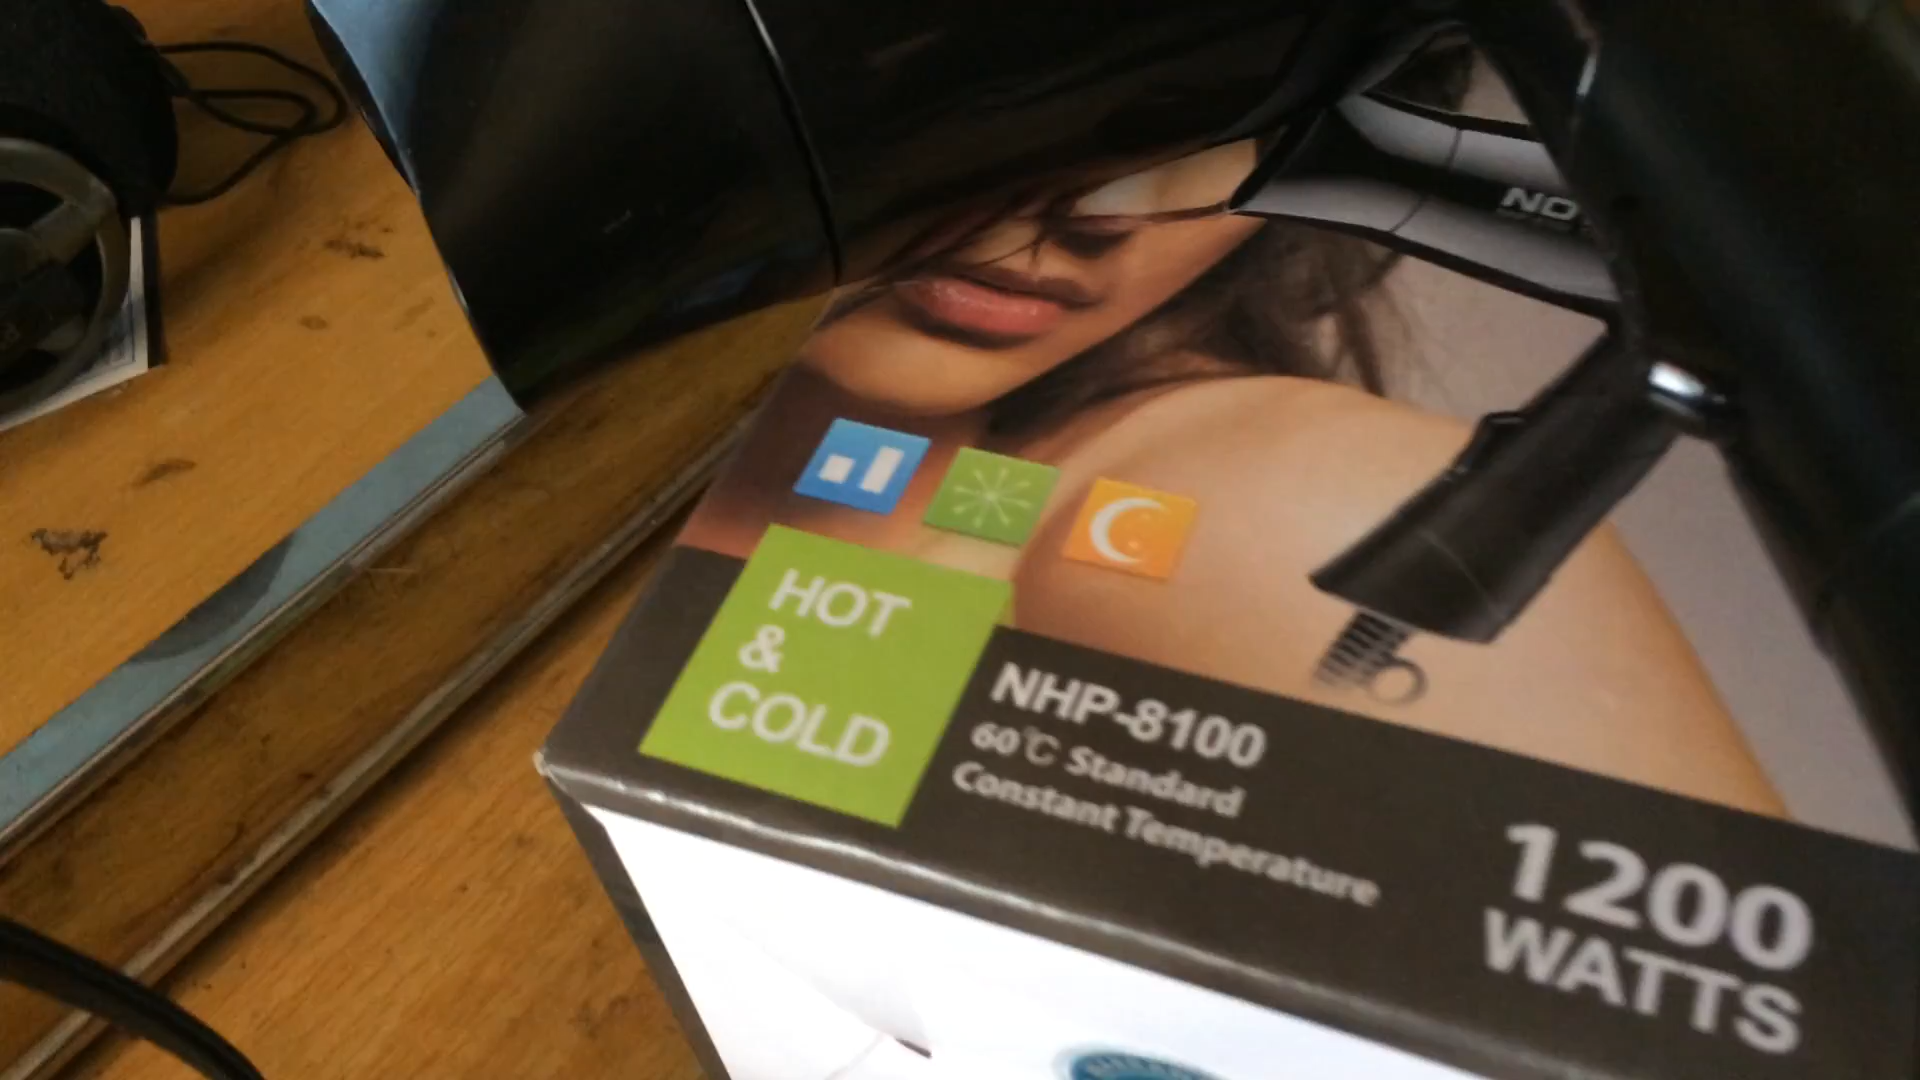 HOT
&
COLD
NHP-8100
60℃ Standard
Constant Temperature
1200
WATTS